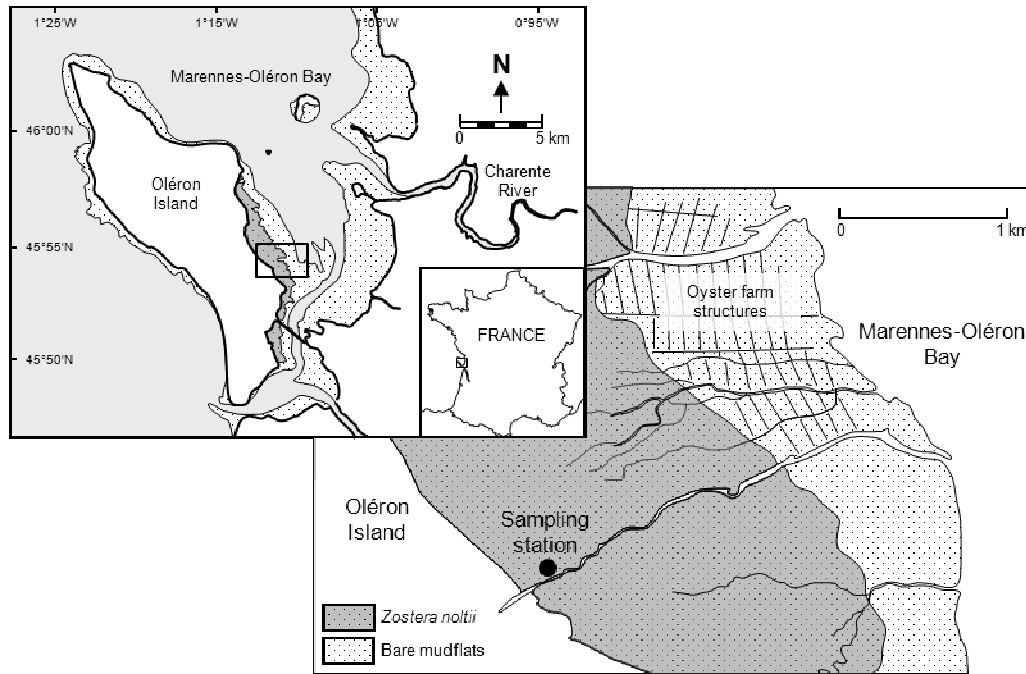 1°25'W
1°15'W
1°05'W
0°95'W
Marennes-Oléron Bay
N
0
5 km
46°00'N
Oléron
Island
Charente
River
46°55'N
45°50'N
FRANCE
0
1 km
Oyster farm
structures
Marennes-Oléron
Bay
Oléron
Island
Sampling
station
Zostera noltii
Bare mudflats